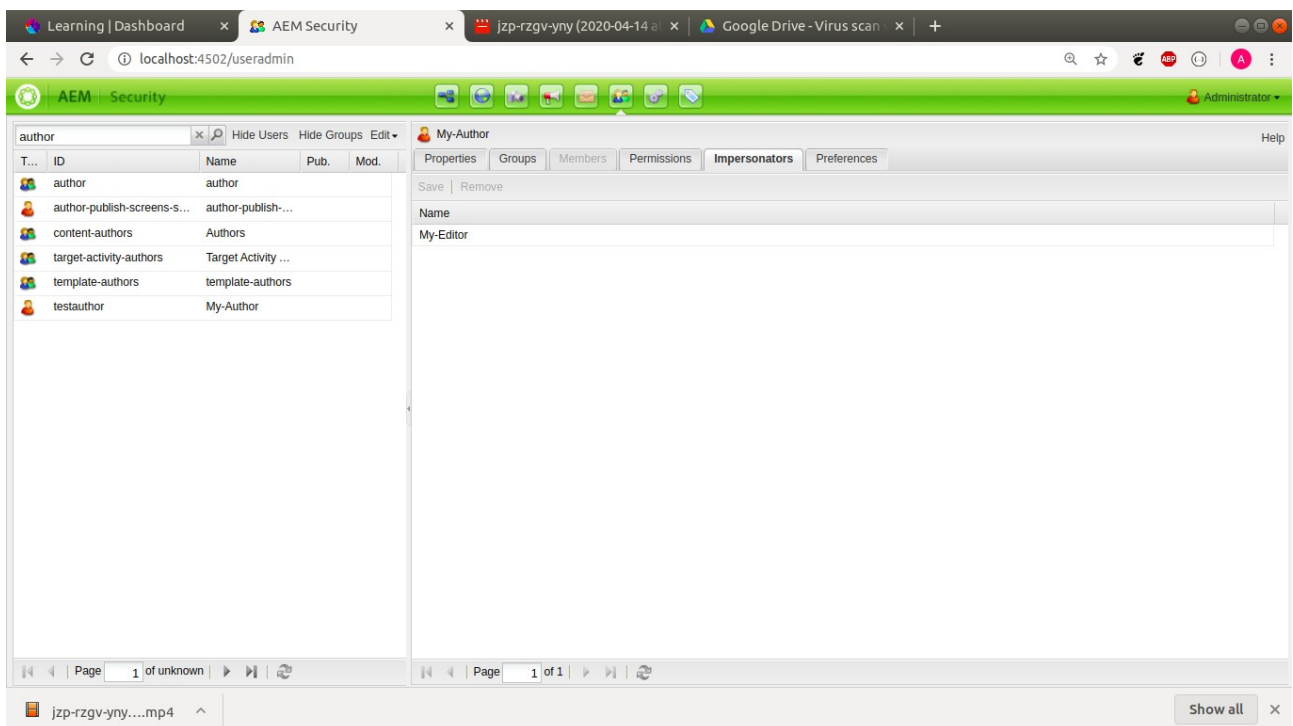 Learning | Dashboard AEM Security jzp-rzgv-yny (2020-04-14 at Google Drive - Virus scan
localhost:4502/useradmin ABP A
AEM Security Administrator
author Hide Users Hide Groups Edit My-Author Help
T... ID Name Pub. Mod. Properties Groups Members Permissions Impersonators Preferences
author author Save | Remove
author-publish-screens-s... author-publish-... Name
content-authors Authors My-Editor
target-activity-authors Target Activity ...
template-authors template-authors
testauthor My-Author
Page 1 of unknown Page 1 of 1
jzp-rzgv-yny....mp4 Show all